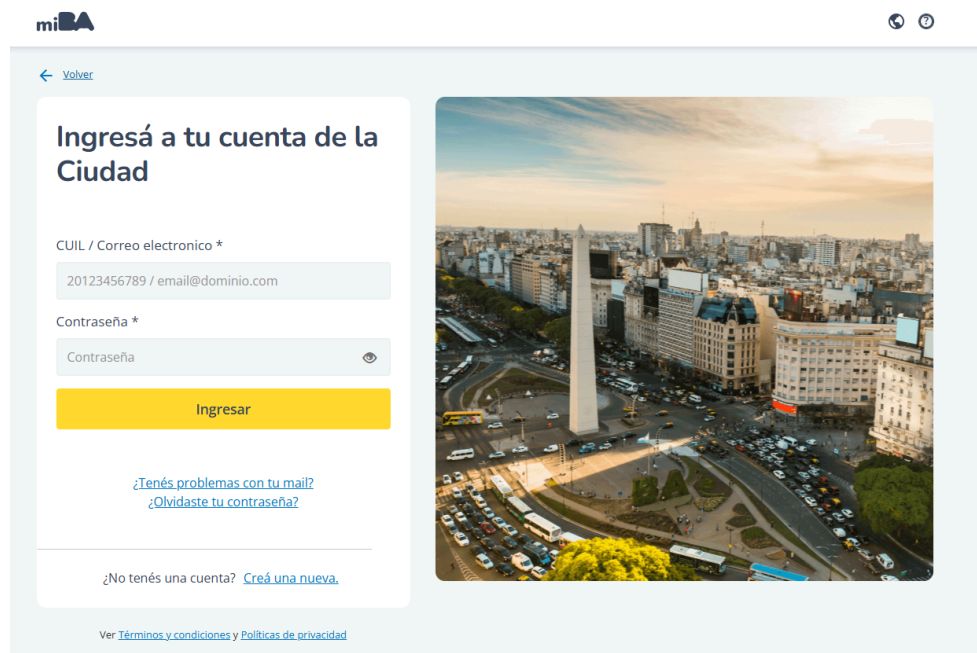 miBA
Volver
Ingresá a tu cuenta de la
Ciudad
CUIL / Correo electronico *
20123456789 / email@dominio.com
Contraseña *
Contraseña
Ingresar
¿Tenés problemas con tu mail?
¿Olvidaste tu contraseña?
¿No tenés una cuenta? Creá una nueva.
Ver Términos y condiciones y Políticas de privacidad